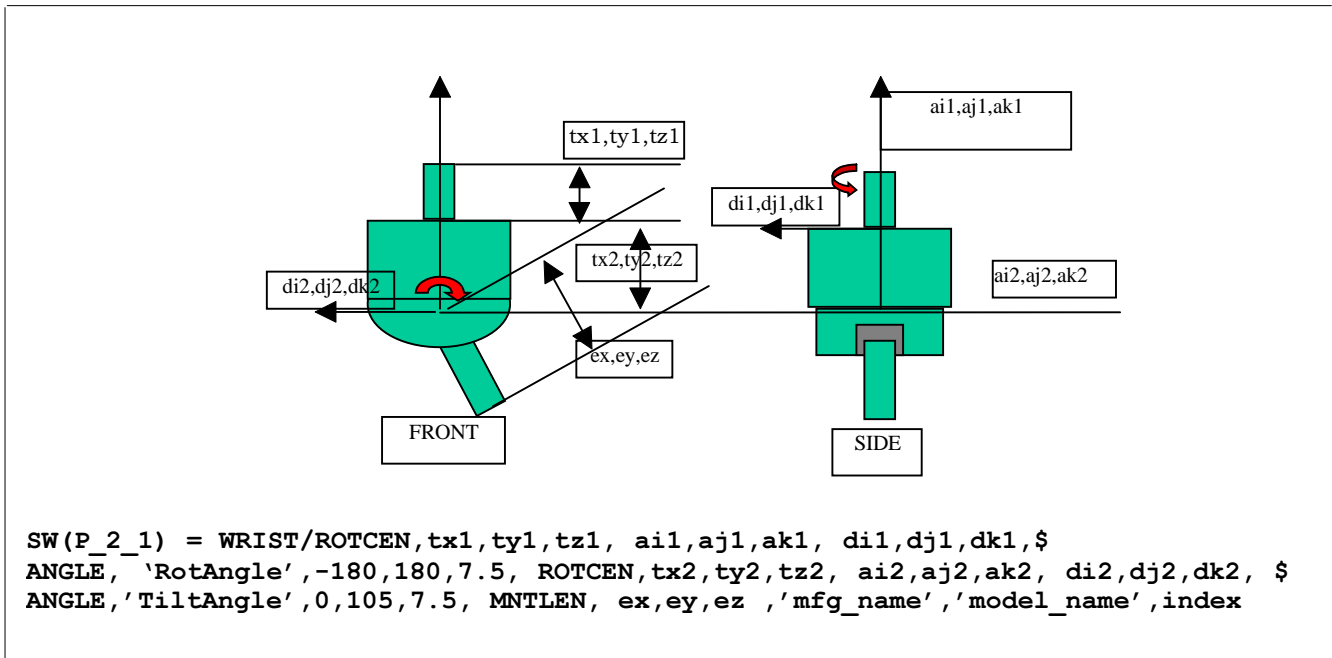 ai1,aj1,ak1
tx1,ty1,tz1
di1,dj1,dk1
tx2,ty2,tz2
di2,dj2,dk2
ai2,aj2,ak2
ex,ey,ez
FRONT
SIDE
SW(P_2_1) = WRIST/ROTCEN,tx1,ty1,tz1, ai1,aj1,ak1, di1,dj1,dk1,$
ANGLE, ‘RotAngle’,-180,180,7.5, ROTCEN,tx2,ty2,tz2, ai2,aj2,ak2, di2,dj2,dk2, $
ANGLE,’TiltAngle’,0,105,7.5, MNTLEN, ex,ey,ez ,’mfg_name’,’model_name’,index